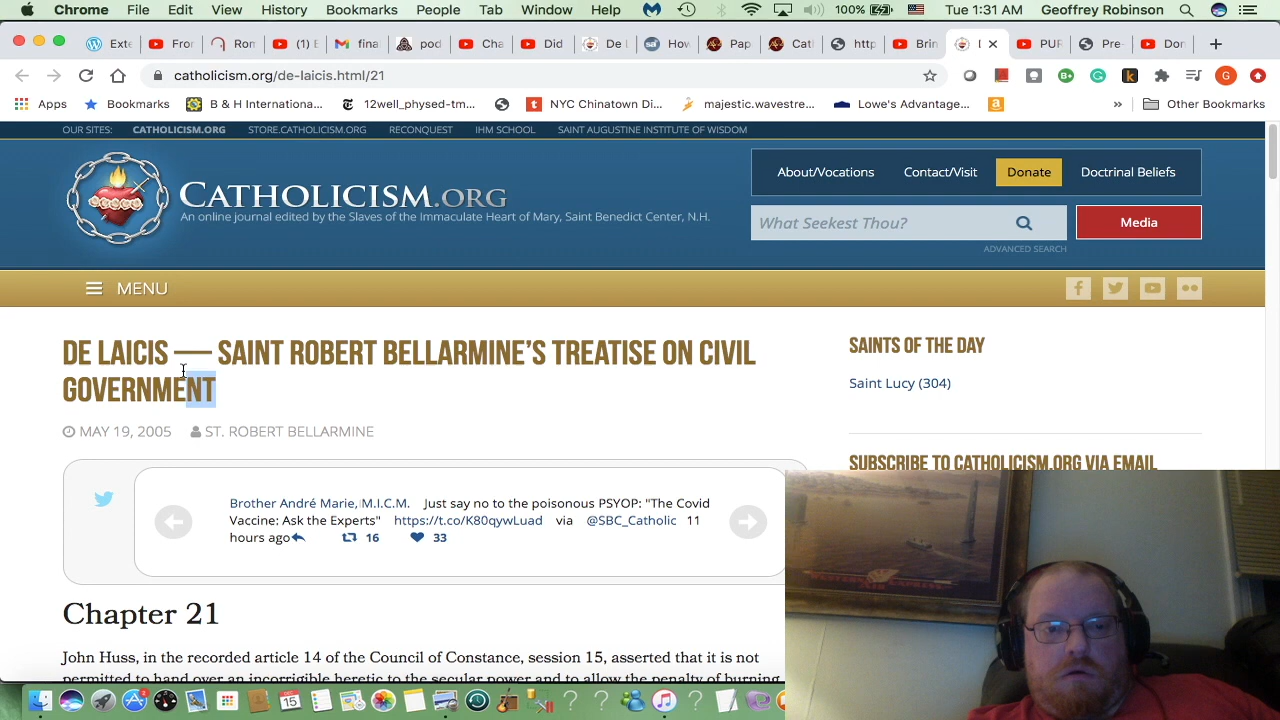 Chrome File Edit View History Bookmarks People Tab Window Help 100% Tue 1:31 AM Geoffrey Robinson
Exte Fror Ror (1) E fina pod Cha Did De l Hov Pap Catl http Brin PUR Pre- Dor
catholicism.org/de-laicis.html/21
Apps Bookmarks B & H Internationa... 12well_physed-tm... NYC Chinatown Di... majestic.wavestre... Lowe's Advantage... » Other Bookmarks
OUR SITES: CATHOLICISM.ORG STORE.CATHOLICISM.ORG RECONQUEST IHM SCHOOL SAINT AUGUSTINE INSTITUTE OF WISDOM
About/Vocations Contact/Visit Donate Doctrinal Beliefs
CATHOLICISM.ORG
An online journal edited by the Slaves of the Immaculate Heart of Mary, Saint Benedict Center, N.H.
What Seekest Thou? Media
ADVANCED SEARCH
MENU
DE LAICIS — SAINT ROBERT BELLARMINE'S TREATISE ON CIVIL
GOVERNMENT
MAY 19, 2005 ST. ROBERT BELLARMINE
SAINTS OF THE DAY
Saint Lucy (304)
SUBSCRIBE TO CATHOLICISM.ORG VIA EMAIL
Brother André Marie, M.I.C.M. Just say no to the poisonous PSYOP: "The Covid
Vaccine: Ask the Experts" https://t.co/K80qywLuad via @SBC_Catholic 11
hours ago 16 33
Chapter 21
John Huss, in the recorded article 14 of the Council of Constance, session 15, asserted that it is not
permitted to hand over an incorrigible heretic to the secular power and to allow the penalty of burning